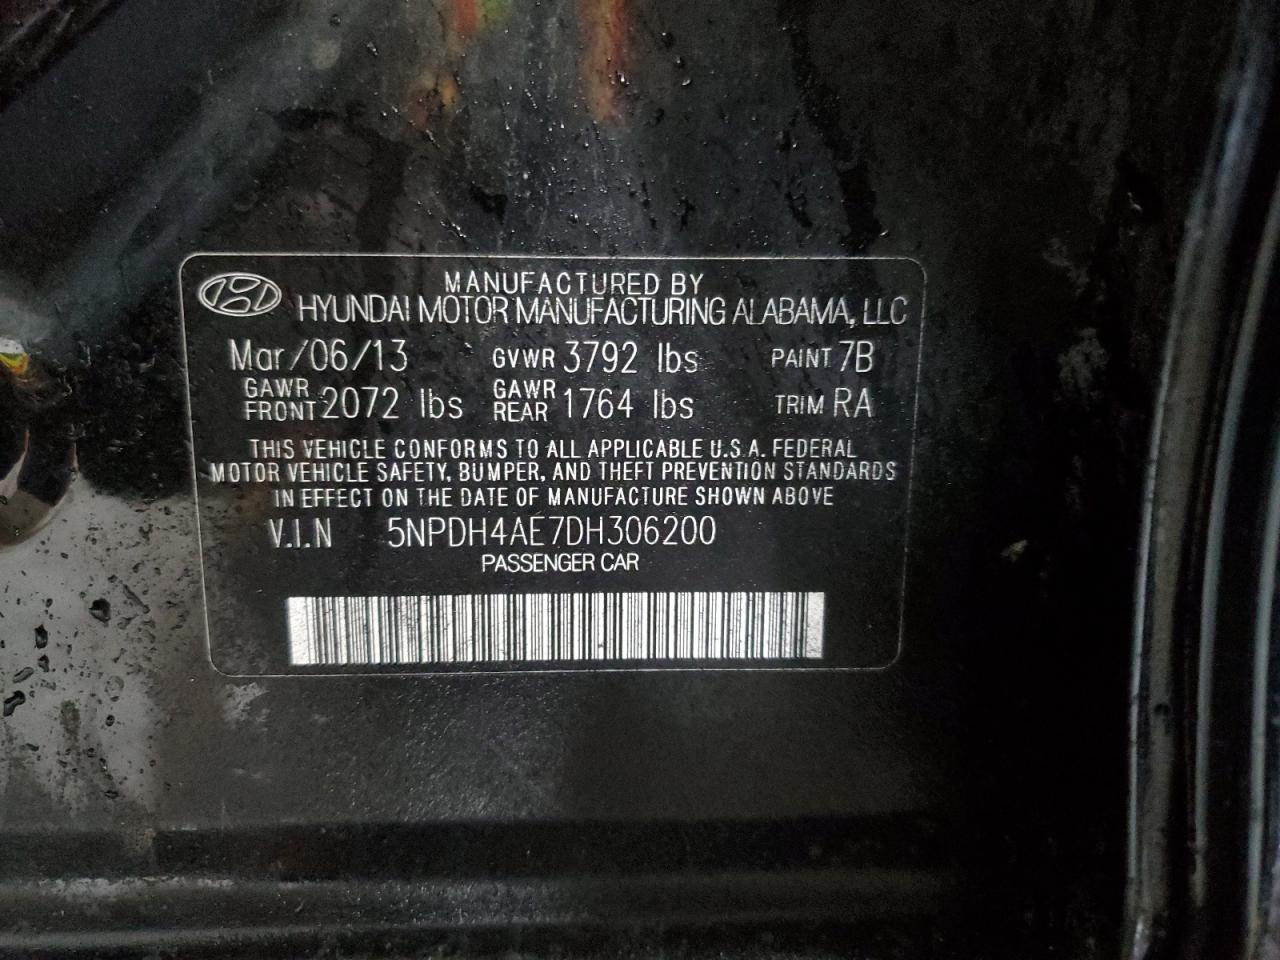 MANUFACTURED BY
HYUNDAI MOTOR MANUFACTURING ALABAMA, LLC
Mar/06/13 GVWR 3792 lbs PAINT 7B
GAWR FRONT 2072 lbs GAWR REAR 1764 lbs TRIM RA
THIS VEHICLE CONFORMS TO ALL APPLICABLE U.S.A. FEDERAL
MOTOR VEHICLE SAFETY, BUMPER, AND THEFT PREVENTION STANDARDS
IN EFFECT ON THE DATE OF MANUFACTURE SHOWN ABOVE
V.I.N 5NPDH4AE7DH306200
PASSENGER CAR